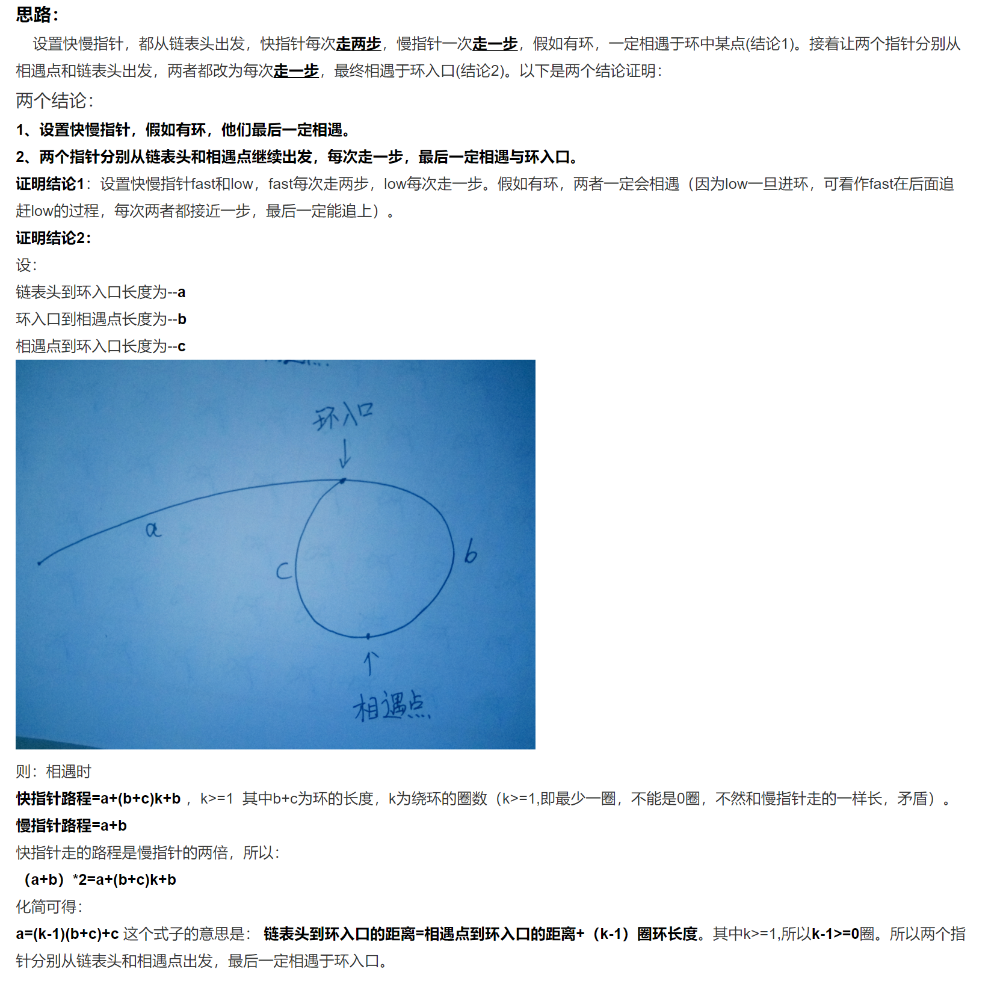 思路：
设置快慢指针，都从链表头出发，快指针每次走两步，慢指针一次走一步，假如有环，一定相遇于环中某点(结论1)。接着让两个指针分别从
相遇点和链表头出发，两者都改为每次走一步，最终相遇于环入口(结论2)。以下是两个结论证明：
两个结论：
1、设置快慢指针，假如有环，他们最后一定相遇。
2、两个指针分别从链表头和相遇点继续出发，每次走一步，最后一定相遇与环入口。
证明结论1：设置快慢指针fast和low，fast每次走两步，low每次走一步。假如有环，两者一定会相遇（因为low一旦进环，可看作fast在后面追
赶low的过程，每次两者都接近一步，最后一定能追上）。
证明结论2：
设：
链表头到环入口长度为--a
环入口到相遇点长度为--b
相遇点到环入口长度为--c
环入口
a
c
b
相遇点
则：相遇时
快指针路程=a+(b+c)k+b ，k>=1 其中b+c为环的长度，k为绕环的圈数（k>=1,即最少一圈，不能是0圈，不然和慢指针走的一样长，矛盾）。
慢指针路程=a+b
快指针走的路程是慢指针的两倍，所以：
（a+b）*2=a+(b+c)k+b
化简可得：
a=(k-1)(b+c)+c 这个式子的意思是： 链表头到环入口的距离=相遇点到环入口的距离+（k-1）圈环长度。其中k>=1,所以k-1>=0圈。所以两个指
针分别从链表头和相遇点出发，最后一定相遇于环入口。